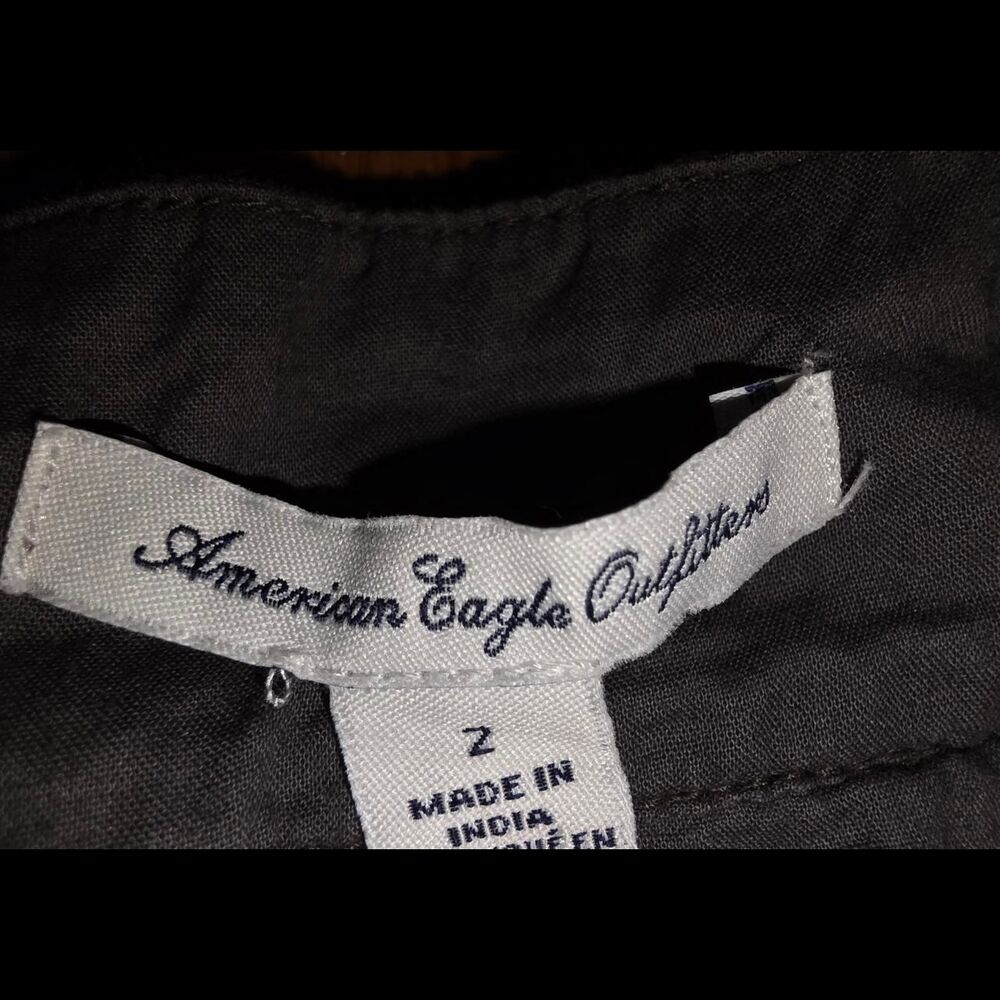 American Eagle Outfitters
2
MADE IN
INDIA